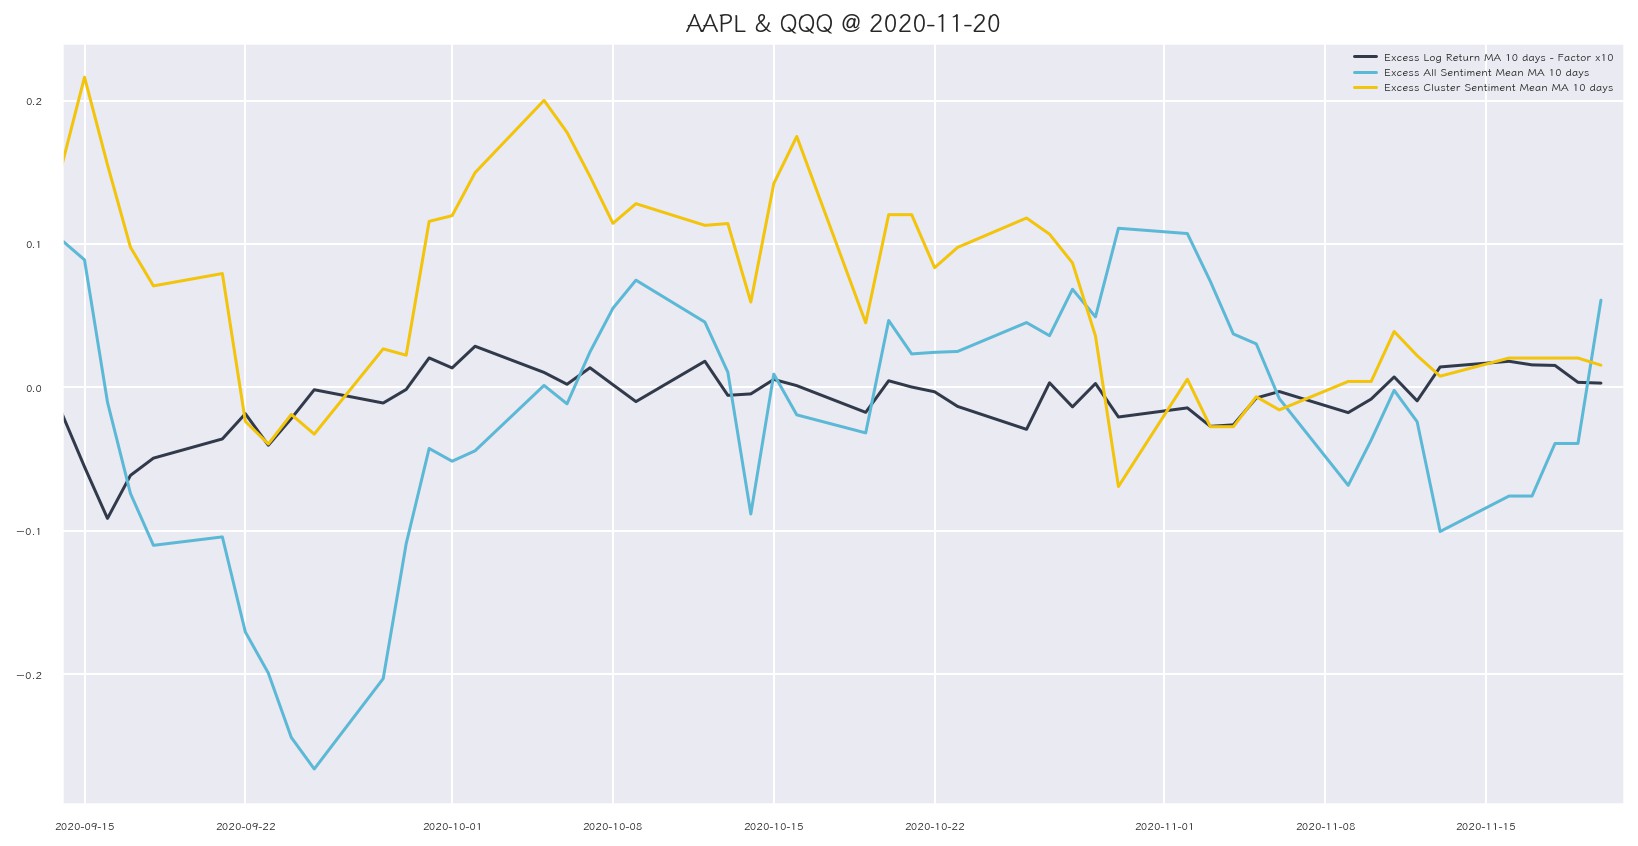 AAPL & QQQ @ 2020-11-20
Excess Log Return MA 10 days - Factor x10
Excess All Sentiment Mean MA 10 days
Excess Cluster Sentiment Mean MA 10 days
0.2
0.1
0.0
−0.1
−0.2
2020-09-15 2020-09-22 2020-10-01 2020-10-08 2020-10-15 2020-10-22 2020-11-01 2020-11-08 2020-11-15